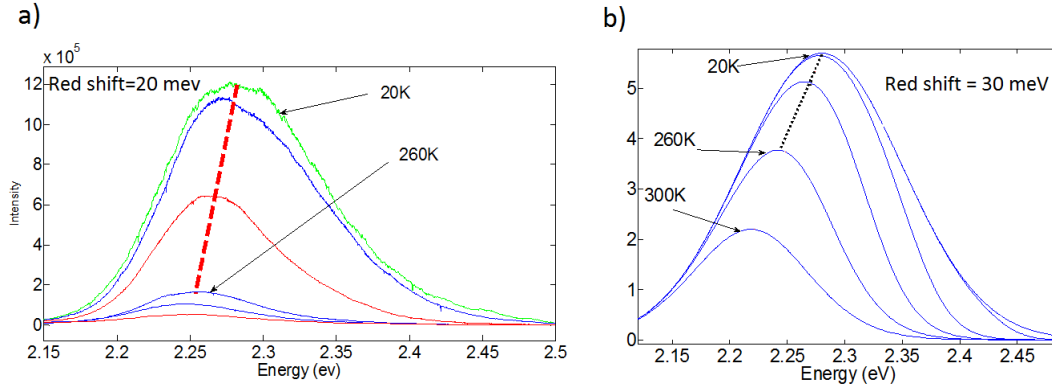 a)
x 10⁵
Red shift=20 mev
20K
260K
12
10
8
6
4
2
0
Intensity
2.15 2.2 2.25 2.3 2.35 2.4 2.45 2.5
Energy (ev)
b)
20K
Red shift = 30 meV
260K
300K
5
4
3
2
1
0
2.15 2.2 2.25 2.3 2.35 2.4 2.45
Energy (eV)